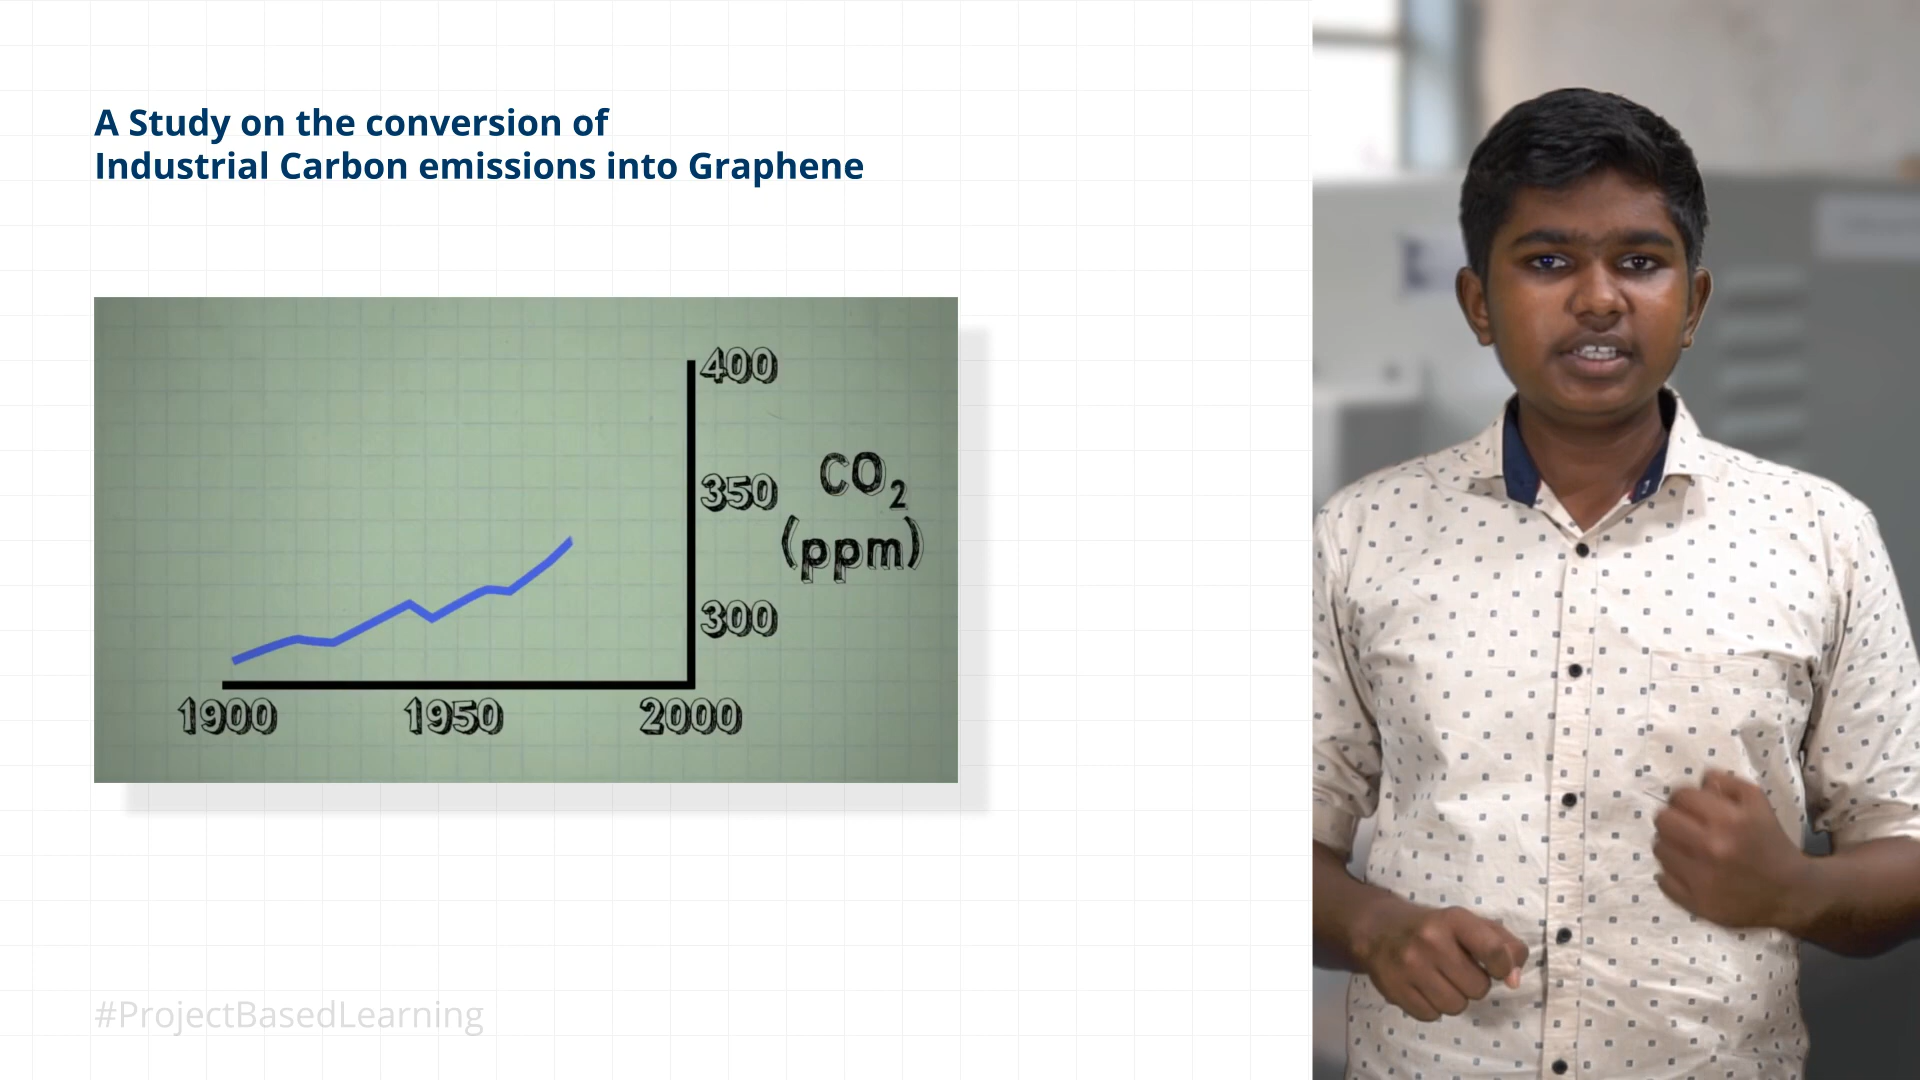 A Study on the conversion of
Industrial Carbon emissions into Graphene
400
350
300
CO₂
(ppm)
1900 1950 2000
#ProjectBasedLearning